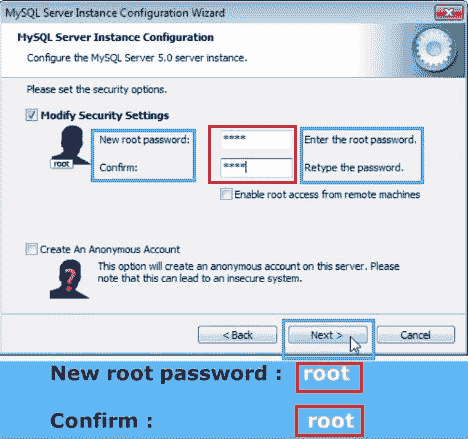 MySQL Server Instance Configuration Wizard
MySQL Server Instance Configuration
Configure the MySQL Server 5.0 server instance.
Please set the security options.
Modify Security Settings
New root password: **** Enter the root password.
root
Confirm: **** Retype the password.
Enable root access from remote machines
Create An Anonymous Account
This option will create an anonymous account on this server. Please
note that this can lead to an insecure system.
< Back Next > Cancel
New root password : root
Confirm : root